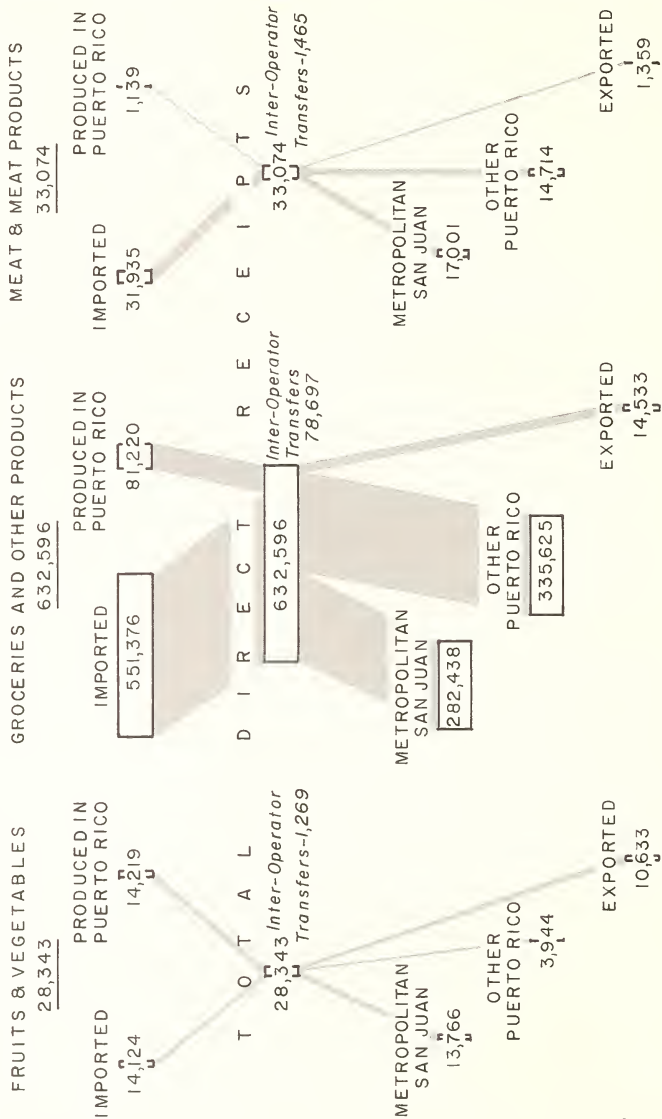 FRUITS & VEGETABLES
28,343
IMPORTED
14,124
PRODUCED IN
PUERTO RICO
14,219
GROCERIES AND OTHER PRODUCTS
632,596
IMPORTED
551,376
PRODUCED IN
PUERTO RICO
81,220
MEAT & MEAT PRODUCTS
33,074
IMPORTED
31,935
PRODUCED IN
PUERTO RICO
1,139
TOTAL DIRECT RECEIPTS
28,343
Inter-Operator
Transfers-1,269
632,596
Inter-Operator
Transfers
78,697
33,074
Inter-Operator
Transfers-1,465
METROPOLITAN
SAN JUAN
13,766
OTHER
PUERTO RICO
3,944
EXPORTED
10,633
METROPOLITAN
SAN JUAN
282,438
OTHER
PUERTO RICO
335,625
EXPORTED
14,533
METROPOLITAN
SAN JUAN
17,001
OTHER
PUERTO RICO
14,714
EXPORTED
1,359